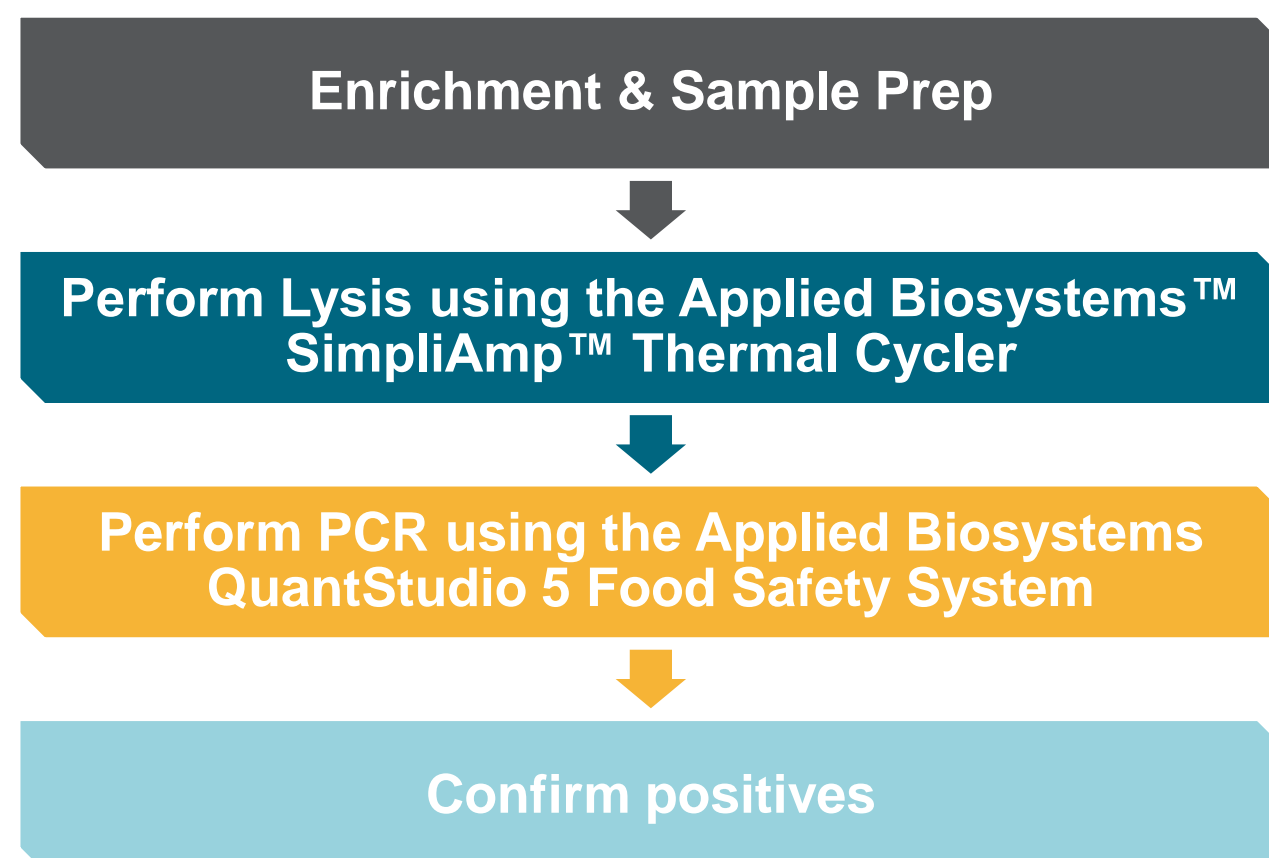 Enrichment & Sample Prep
Perform Lysis using the Applied Biosystems™
SimpliAmp™ Thermal Cycler
Perform PCR using the Applied Biosystems
QuantStudio 5 Food Safety System
Confirm positives